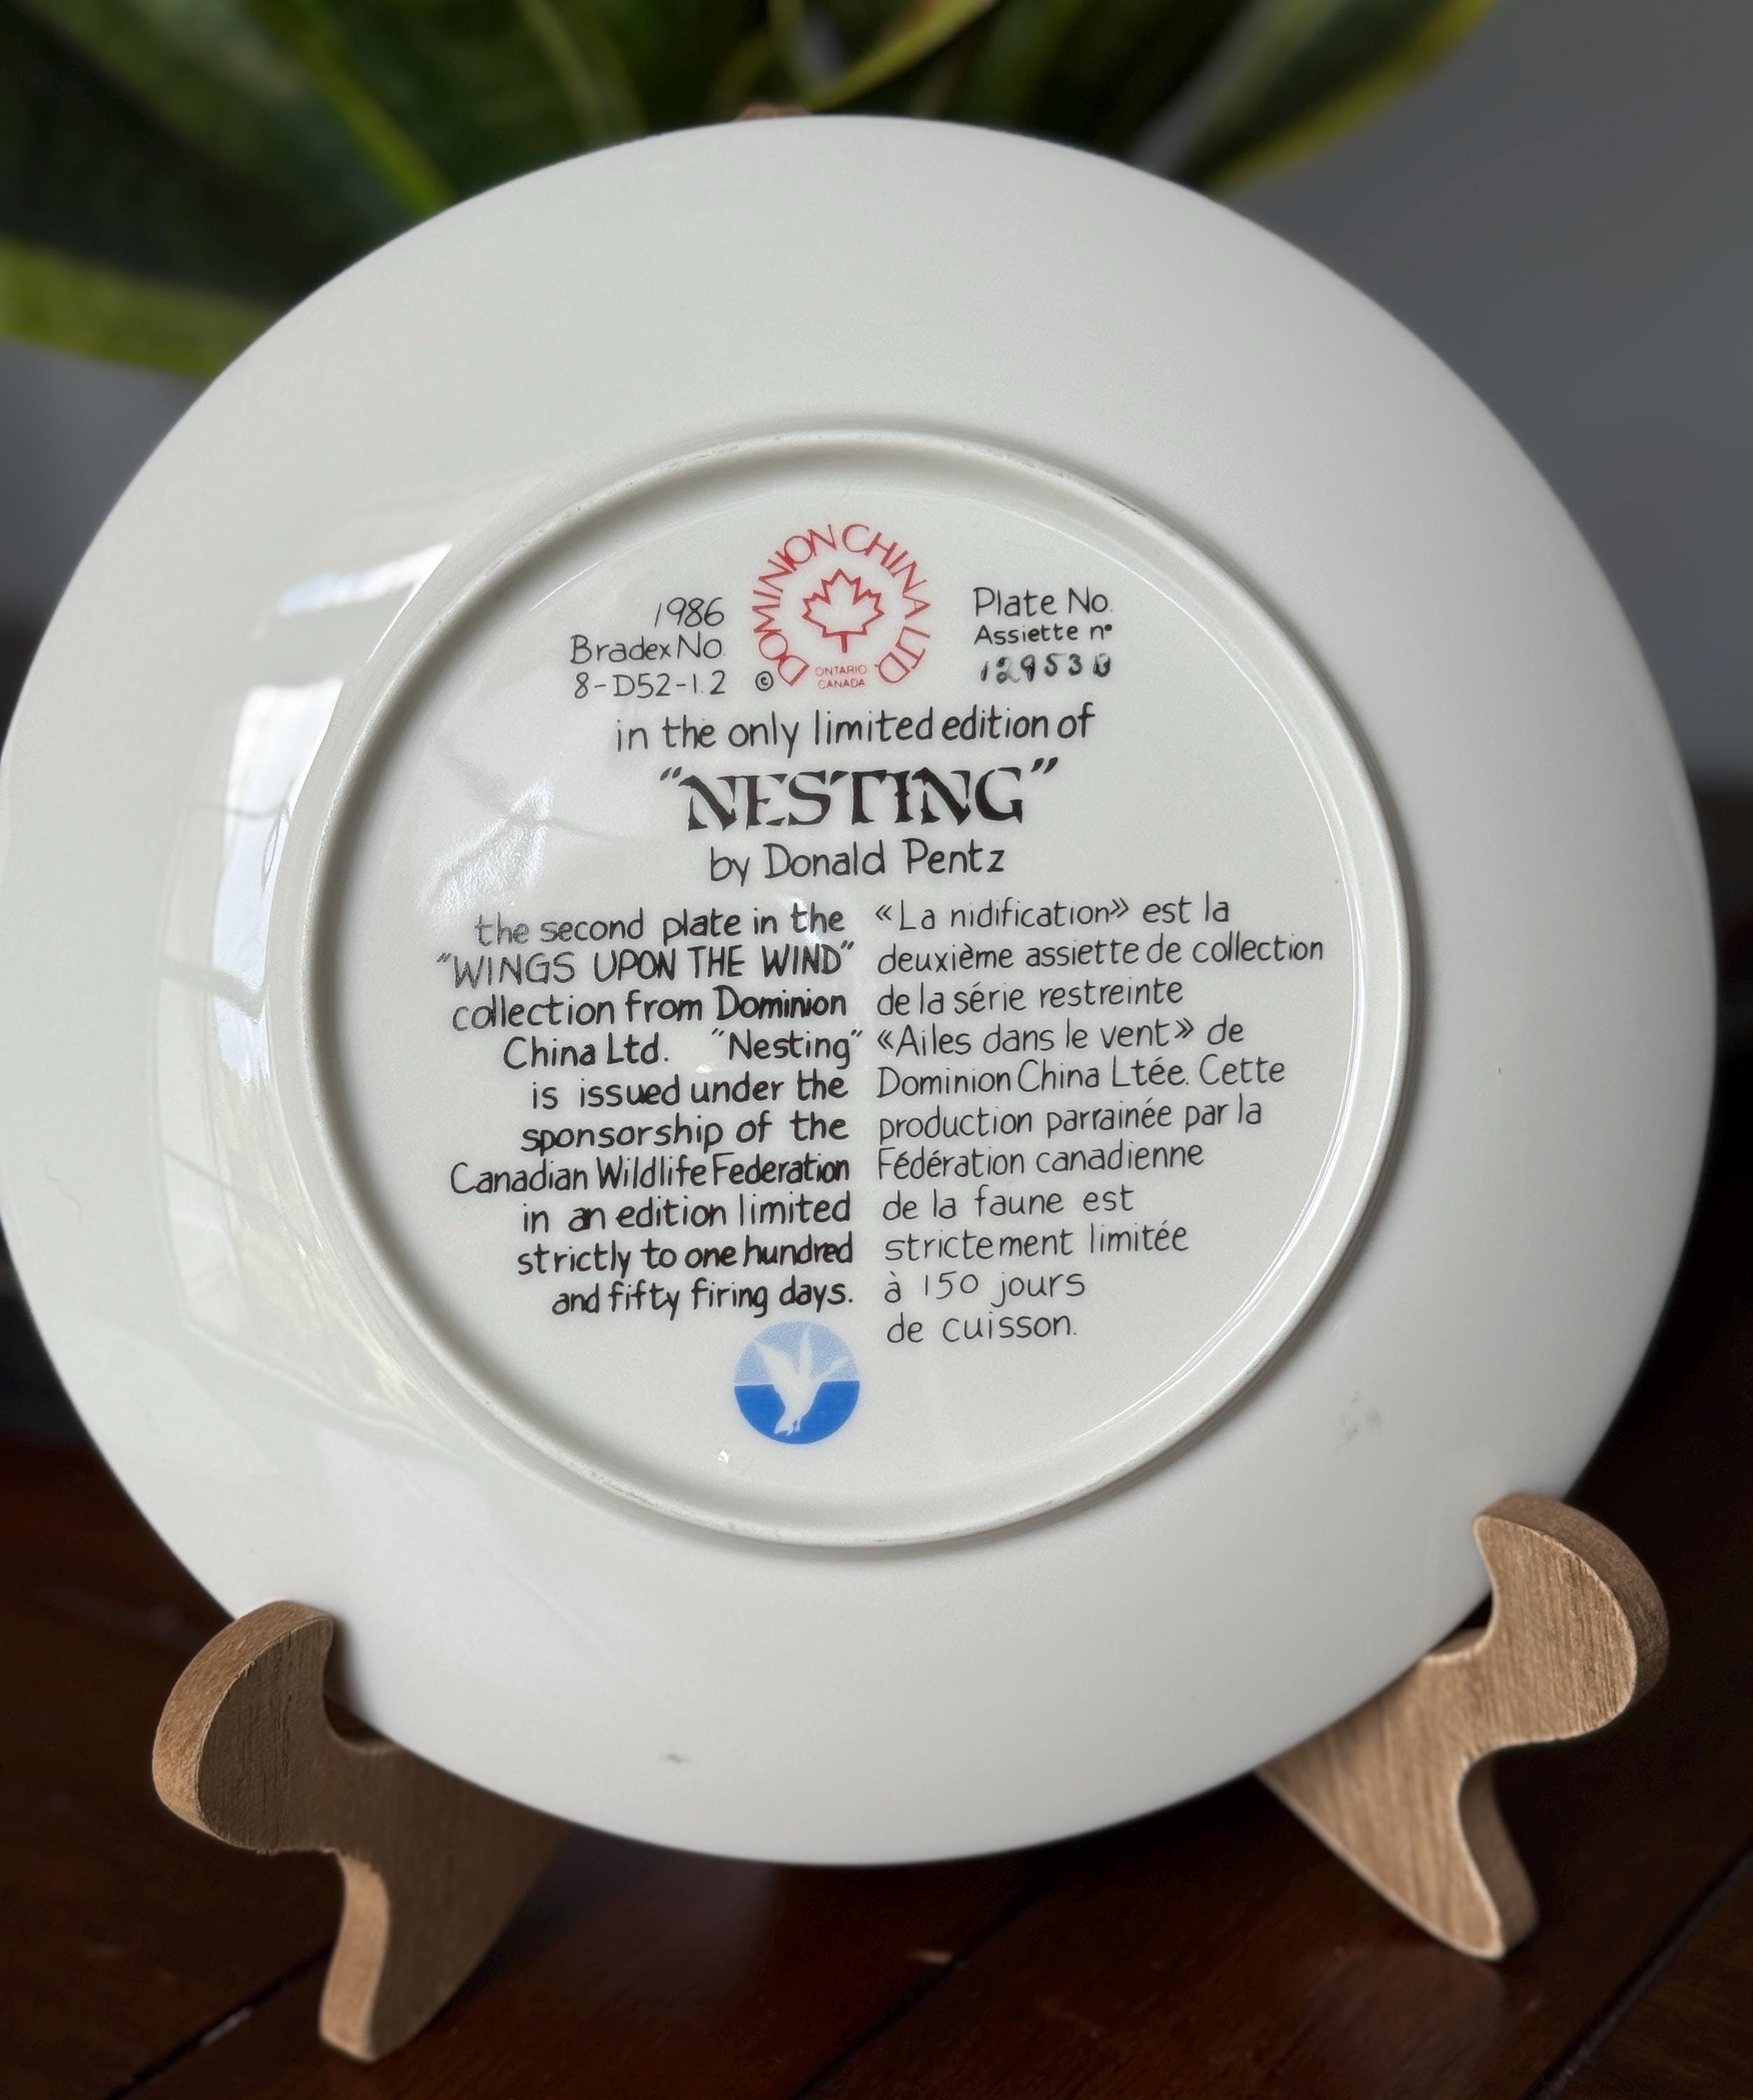 DOMINION CHINA LTD
ONTARIO
CANADA
©
1986
Bradex No.
8-D52-1.2
Plate No.
Assiette nº
in the only limited edition of
"NESTING"
by Donald Pentz
the second plate in the
"WINGS UPON THE WIND"
collection from Dominion
China Ltd. "Nesting"
is issued under the
sponsorship of the
Canadian Wildlife Federation
in an edition limited
strictly to one hundred
and fifty firing days.
«La nidification» est la
deuxième assiette de collection
de la série restreinte
«Ailes dans le vent» de
Dominion China Ltée. Cette
production parrainée par la
Fédération canadienne
de la faune est
strictement limitée
à 150 jours
de cuisson.